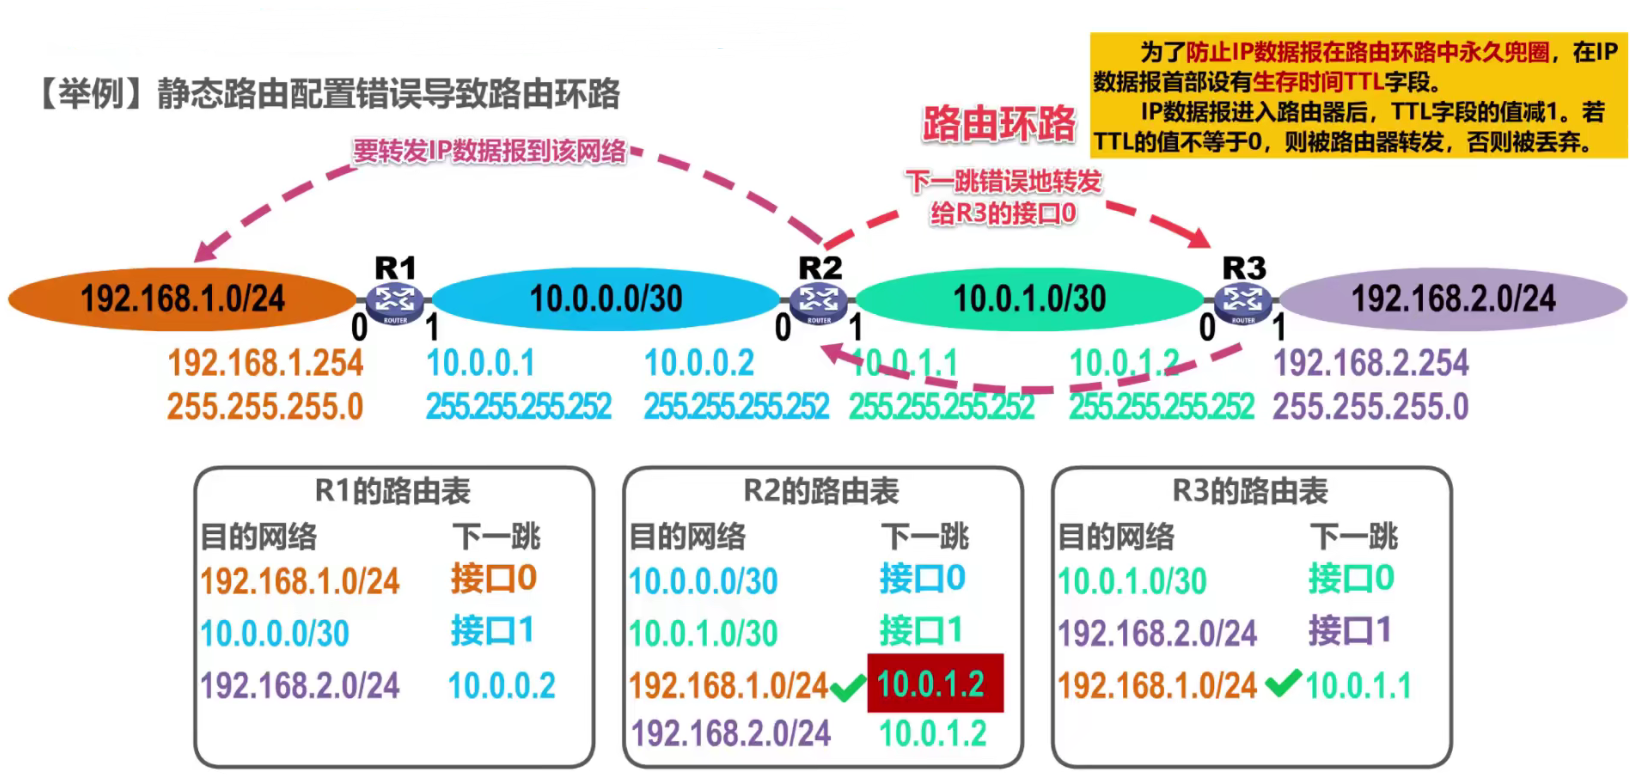 为了防止IP数据报在路由环路中永久兜圈，在IP
数据报首部设有生存时间TTL字段。
IP数据报进入路由器后，TTL字段的值减1。若
TTL的值不等于0，则被路由器转发，否则被丢弃。
【举例】静态路由配置错误导致路由环路
路由环路
要转发IP数据报到该网络
下一跳错误地转发
给R3的接口0
R1
R2
R3
192.168.1.0/24
10.0.0.0/30
10.0.1.0/30
192.168.2.0/24
ROUTER
ROUTER
ROUTER
0
1
0
1
0
1
192.168.1.254
10.0.0.1
10.0.0.2
10.0.1.1
10.0.1.2
192.168.2.254
255.255.255.0
255.255.255.252
255.255.255.252
255.255.255.252
255.255.255.252
255.255.255.0
R1的路由表
目的网络 下一跳
192.168.1.0/24 接口0
10.0.0.0/30 接口1
192.168.2.0/24 10.0.0.2
R2的路由表
目的网络 下一跳
10.0.0.0/30 接口0
10.0.1.0/30 接口1
192.168.1.0/24 10.0.1.2
192.168.2.0/24 10.0.1.2
R3的路由表
目的网络 下一跳
10.0.1.0/30 接口0
192.168.2.0/24 接口1
192.168.1.0/24 10.0.1.1